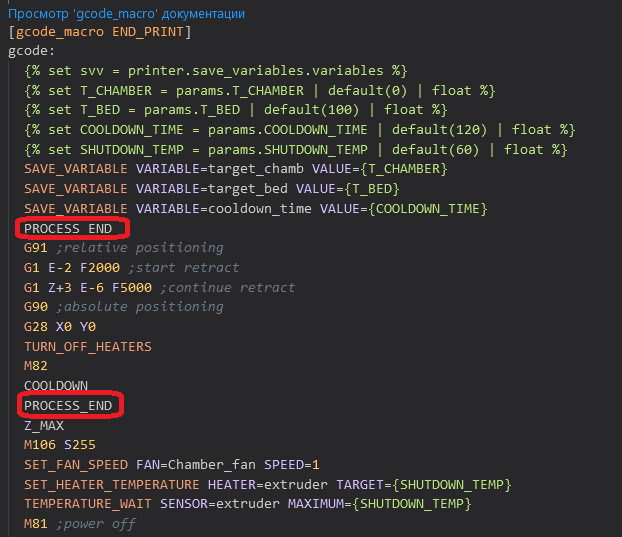 Просмотр 'gcode_macro' документации
[gcode_macro END_PRINT]
gcode:
{% set svv = printer.save_variables.variables %}
{% set T_CHAMBER = params.T_CHAMBER | default(0) | float %}
{% set T_BED = params.T_BED | default(100) | float %}
{% set COOLDOWN_TIME = params.COOLDOWN_TIME | default(120) | float %}
{% set SHUTDOWN_TEMP = params.SHUTDOWN_TEMP | default(60) | float %}
SAVE_VARIABLE VARIABLE=target_chamb VALUE={T_CHAMBER}
SAVE_VARIABLE VARIABLE=target_bed VALUE={T_BED}
SAVE_VARIABLE VARIABLE=cooldown_time VALUE={COOLDOWN_TIME}
PROCESS_END
G91 ;relative positioning
G1 E-2 F2000 ;start retract
G1 Z+3 E-6 F5000 ;continue retract
G90 ;absolute positioning
G28 X0 Y0
TURN_OFF_HEATERS
M82
COOLDOWN
PROCESS_END
Z_MAX
M106 S255
SET_FAN_SPEED FAN=Chamber_fan SPEED=1
SET_HEATER_TEMPERATURE HEATER=extruder TARGET={SHUTDOWN_TEMP}
TEMPERATURE_WAIT SENSOR=extruder MAXIMUM={SHUTDOWN_TEMP}
M81 ;power off